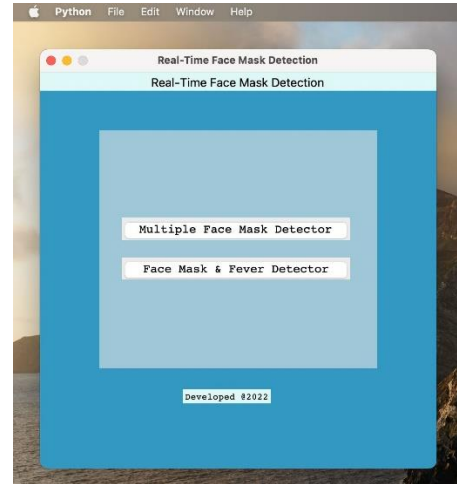 Python File Edit Window Help
Real-Time Face Mask Detection
Real-Time Face Mask Detection
Multiple Face Mask Detector
Face Mask & Fever Detector
Developed @2022